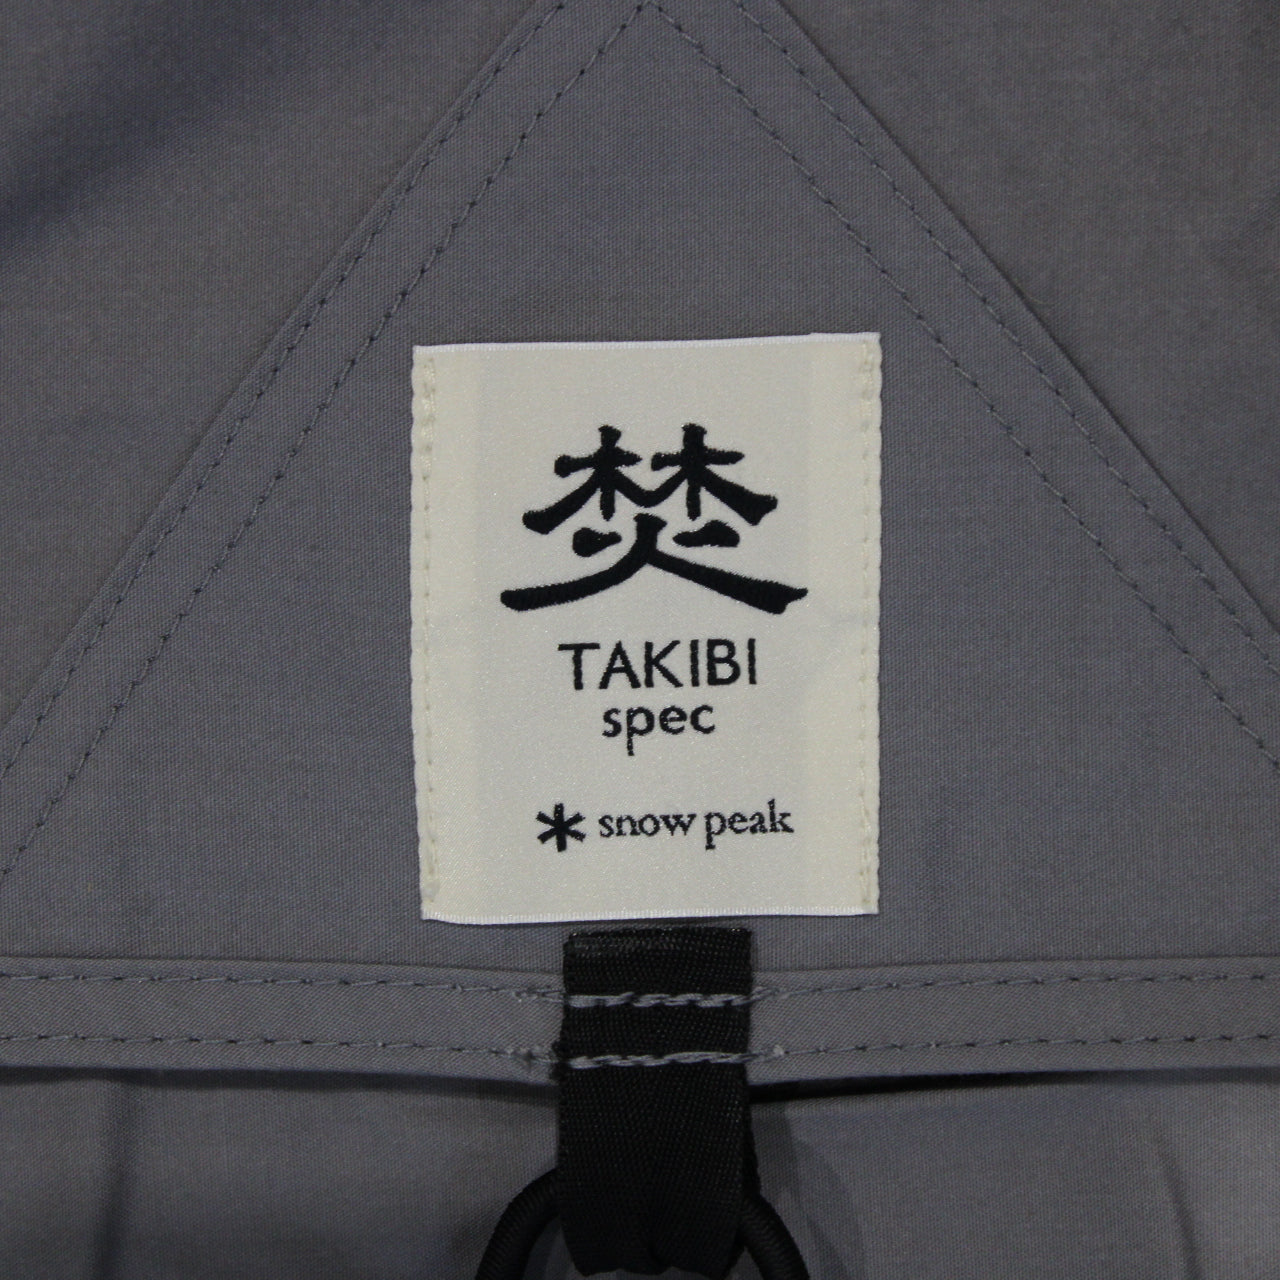 焚
TAKIBI
spec
snow peak